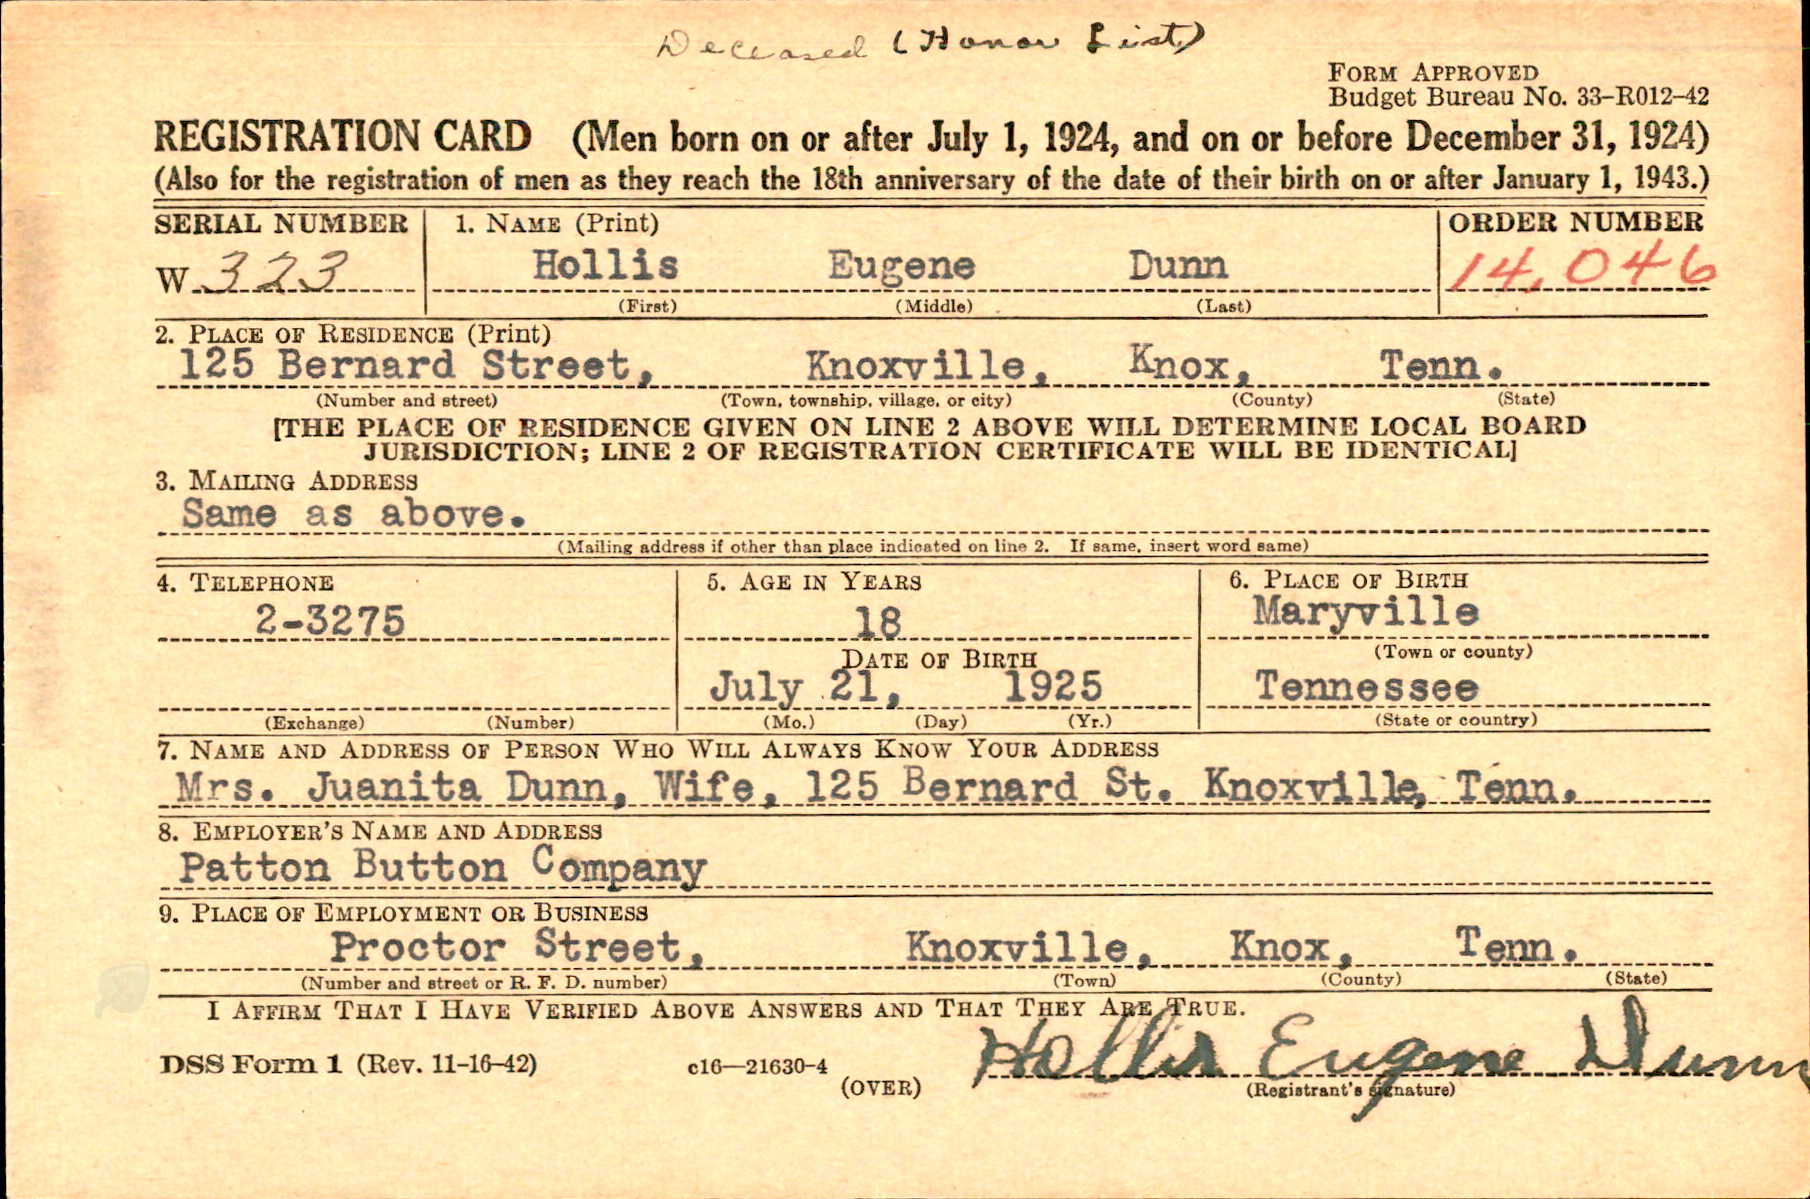 Deceased (Honor List)
FORM APPROVED
Budget Bureau No. 33-R012-42
REGISTRATION CARD (Men born on or after July 1, 1924, and on or before December 31, 1924)
(Also for the registration of men as they reach the 18th anniversary of the date of their birth on or after January 1, 1943.)
SERIAL NUMBER 1. NAME (Print) ORDER NUMBER
W 323 Hollis Eugene Dunn 14,046
(First) (Middle) (Last)
2. PLACE OF RESIDENCE (Print)
125 Bernard Street, Knoxville, Knox, Tenn.
(Number and street) (Town, township, village, or city) (County) (State)
[THE PLACE OF RESIDENCE GIVEN ON LINE 2 ABOVE WILL DETERMINE LOCAL BOARD
JURISDICTION; LINE 2 OF REGISTRATION CERTIFICATE WILL BE IDENTICAL]
3. MAILING ADDRESS
Same as above.
(Mailing address if other than place indicated on line 2. If same, insert word same)
4. TELEPHONE 5. AGE IN YEARS 6. PLACE OF BIRTH
2-3275 18 Maryville
DATE OF BIRTH (Town or county)
July 21, 1925 Tennessee
(Exchange) (Number) (Mo.) (Day) (Yr.) (State or country)
7. NAME AND ADDRESS OF PERSON WHO WILL ALWAYS KNOW YOUR ADDRESS
Mrs. Juanita Dunn, Wife, 125 Bernard St. Knoxville, Tenn.
8. EMPLOYER'S NAME AND ADDRESS
Patton Button Company
9. PLACE OF EMPLOYMENT OR BUSINESS
Proctor Street, Knoxville, Knox, Tenn.
(Number and street or R. F. D. number) (Town) (County) (State)
I AFFIRM THAT I HAVE VERIFIED ABOVE ANSWERS AND THAT THEY ARE TRUE.
DSS Form 1 (Rev. 11-16-42) c16—21630-4 Hollis Eugene Dunn
(OVER) (Registrant's signature)